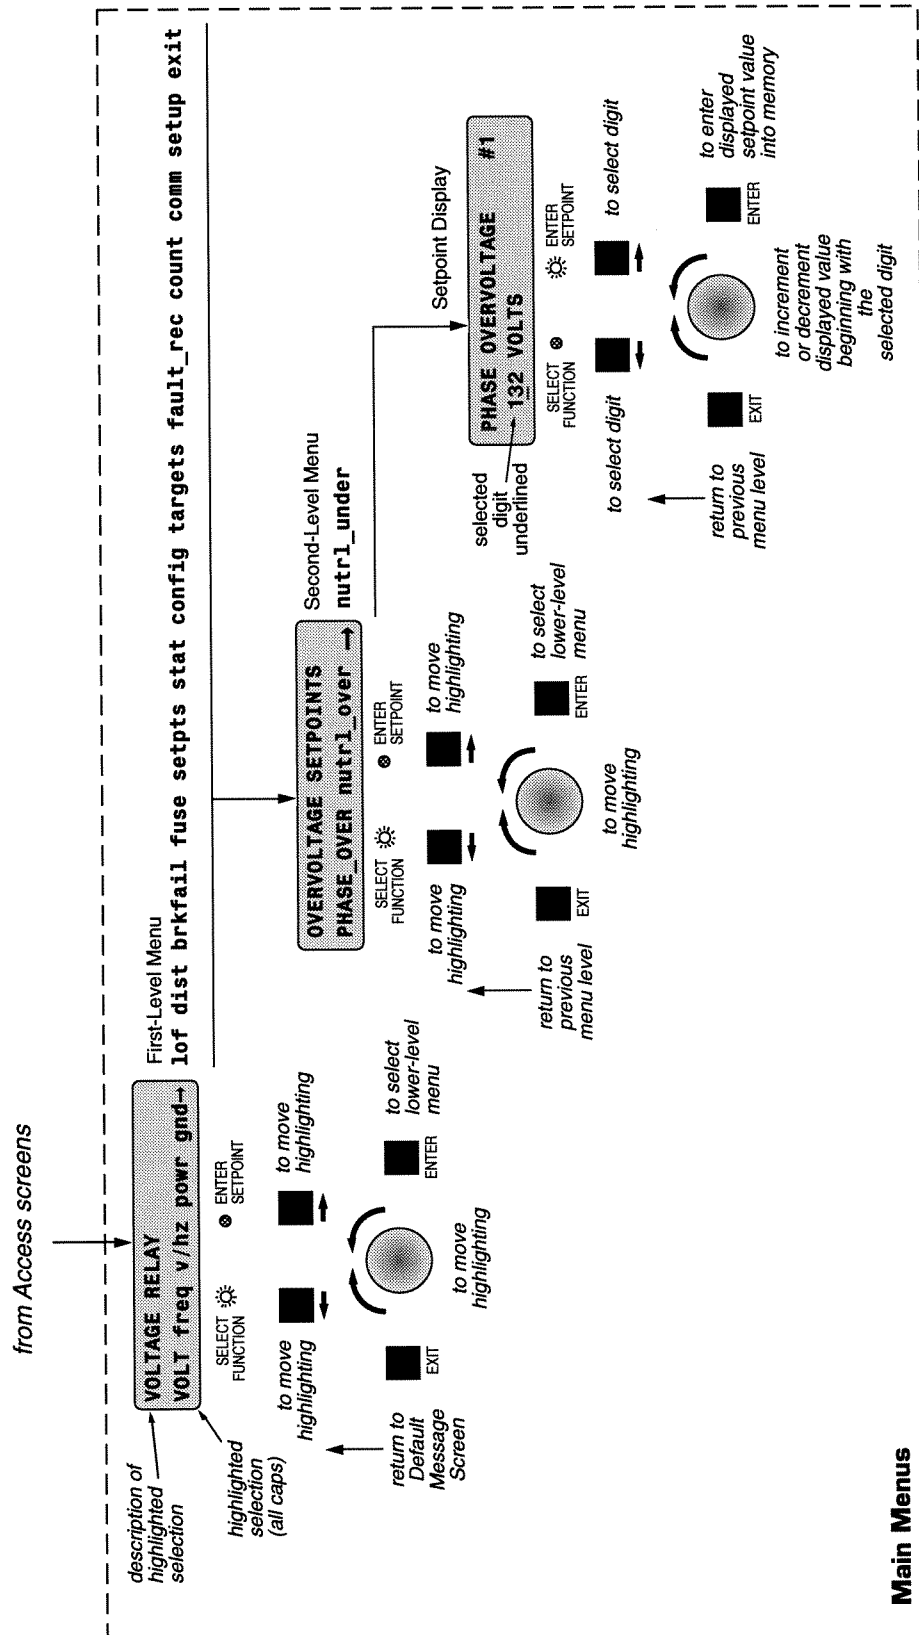 from Access screens
First-Level Menu
VOLTAGE RELAY
VOLT freq v/hz powr gnd→ lof dist brkfail fuse setpts stat config targets fault_rec count comm setup exit
description of
highlighted
selection
highlighted
selection
(all caps)
SELECT
FUNCTION
ENTER
SETPOINT
to move
highlighting
to move
highlighting
return to
Default
Message
Screen
EXIT
to move
highlighting
ENTER
to select
lower-level
menu
Second-Level Menu
OVERVOLTAGE SETPOINTS
PHASE_OVER nutrl_over → nutrl_under
SELECT
FUNCTION
ENTER
SETPOINT
to move
highlighting
to move
highlighting
return to
previous
menu level
EXIT
to move
highlighting
ENTER
to select
lower-level
menu
Setpoint Display
PHASE OVERVOLTAGE #1
132 VOLTS
selected
digit
underlined
SELECT
FUNCTION
ENTER
SETPOINT
to select digit
to select digit
return to
previous
menu level
EXIT
to increment
or decrement
displayed value
beginning with
the
selected digit
ENTER
to enter
displayed
setpoint value
into memory
Main Menus